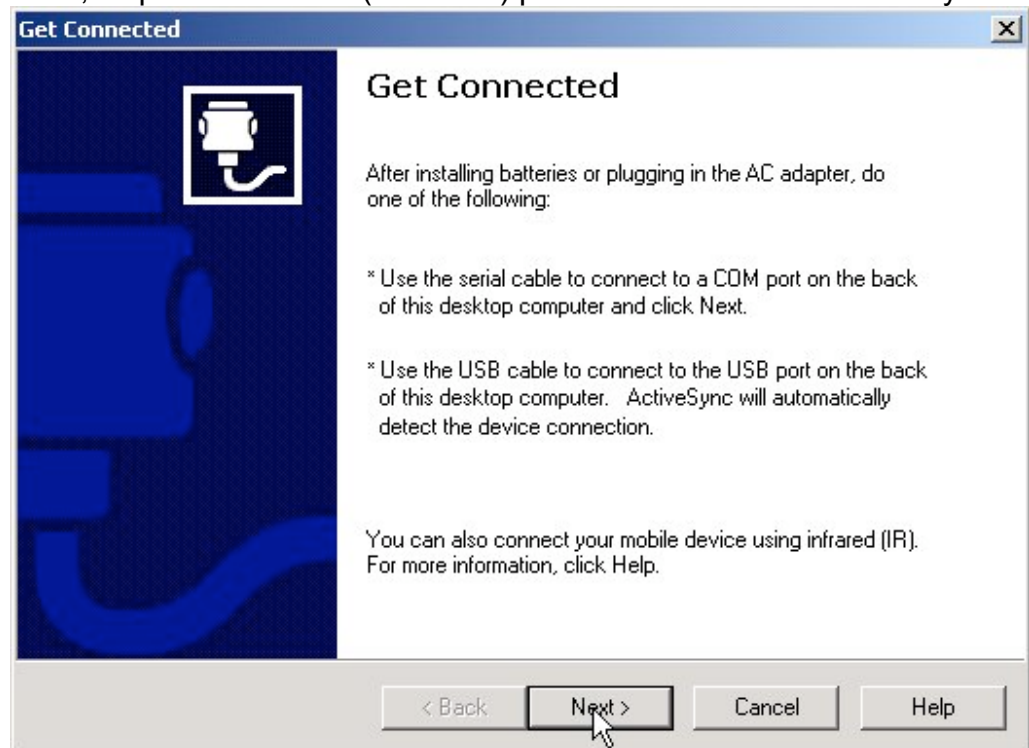 Get Connected
Get Connected
After installing batteries or plugging in the AC adapter, do
one of the following:
* Use the serial cable to connect to a COM port on the back
of this desktop computer and click Next.
* Use the USB cable to connect to the USB port on the back
of this desktop computer. ActiveSync will automatically
detect the device connection.
You can also connect your mobile device using infrared (IR).
For more information, click Help.
< Back Next > Cancel Help